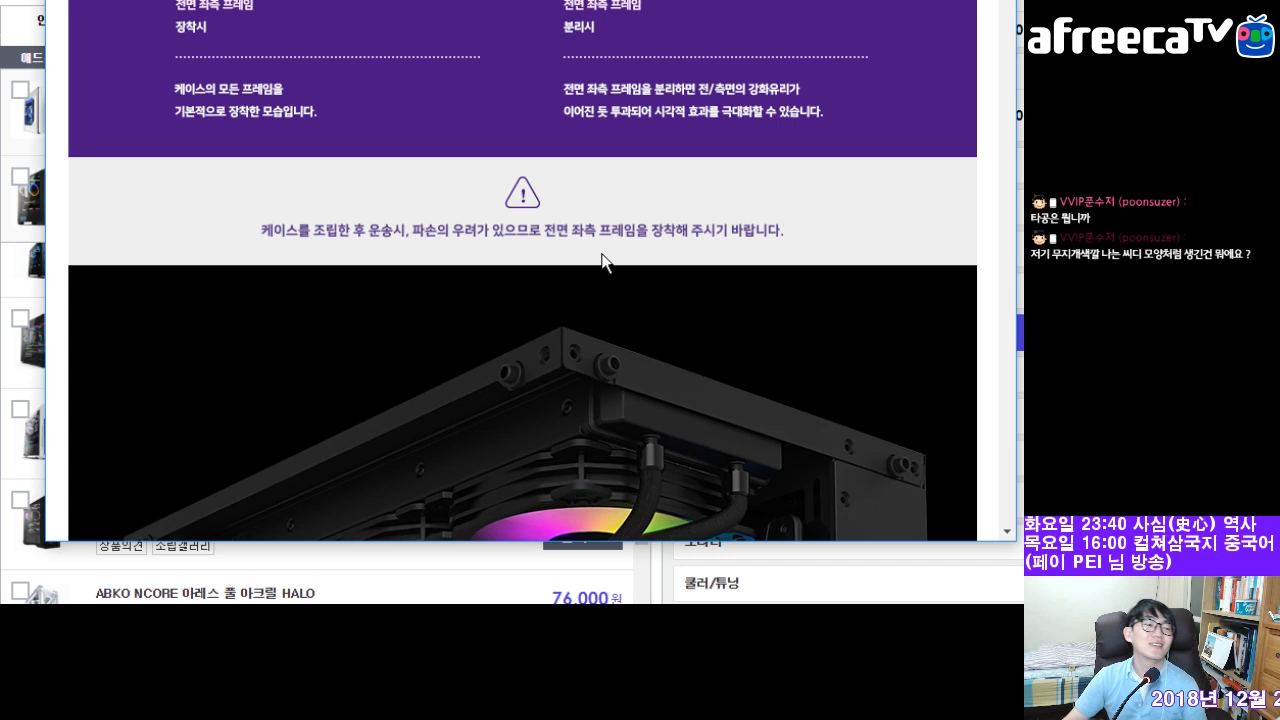 전면 좌측 프레임
장착시
케이스의 모든 프레임을
기본적으로 장착한 모습입니다.
전면 좌측 프레임
분리시
전면 좌측 프레임을 분리하면 전/측면의 강화유리가
이어진 듯 투과되어 시각적 효과를 극대화할 수 있습니다.
케이스를 조립한 후 운송시, 파손의 우려가 있으므로 전면 좌측 프레임을 장착해 주시기 바랍니다.
애드
상품의견 조립갤러리
ABKO NCORE 아레스 풀 아크릴 HALO
76,000 원
쿨러/튜닝
afreecaTV
VVIP푼수저 (poonsuzer) :
타공은 뭡니까
VVIP푼수저 (poonsuzer) :
저기 무지개색깔 나는 씨디 모양처럼 생긴건 뭐에요 ?
화요일 23:40 사심(史心) 역사
목요일 16:00 컬쳐삼국지 중국어
(페이 PEI 님 방송)
2018년 12월 2